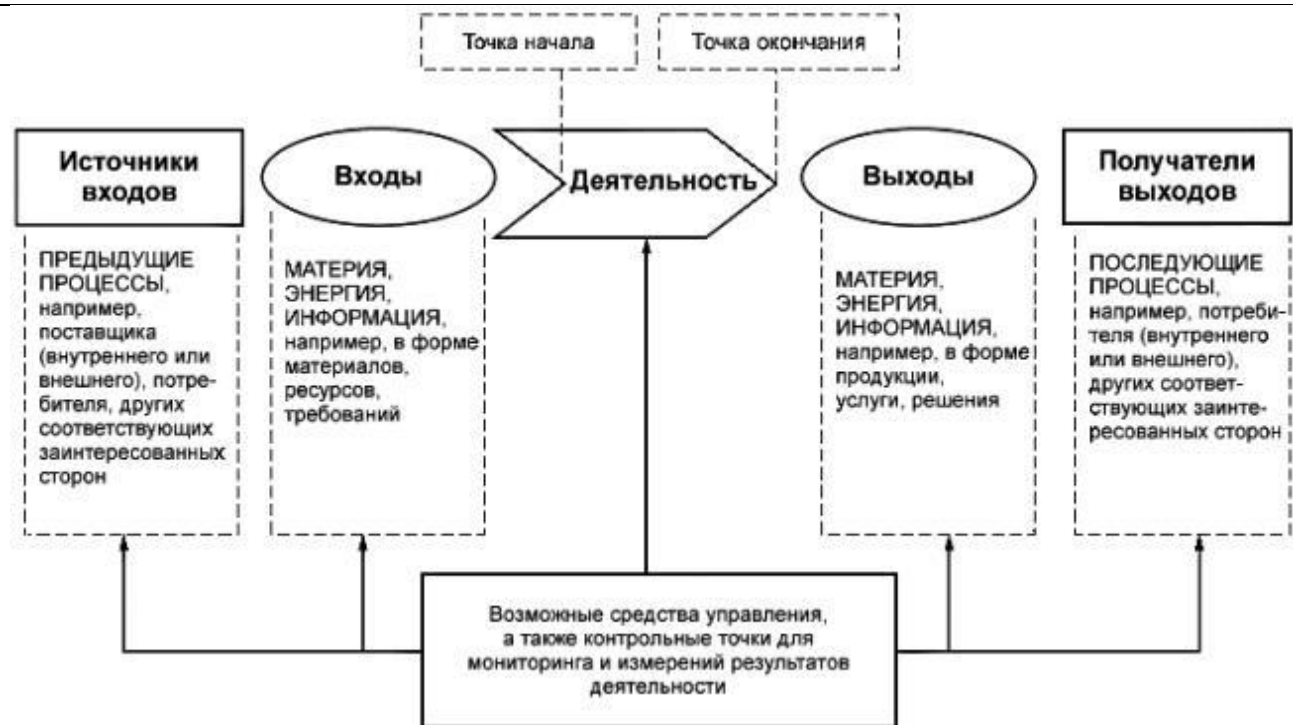 Точка начала
Точка окончания
Источники
входов
Входы
Деятельность
Выходы
Получатели
выходов
ПРЕДЫДУЩИЕ
ПРОЦЕССЫ,
например,
поставщика
(внутреннего или
внешнего), потре-
бителя, других
соответствующих
заинтересованных
сторон
МАТЕРИЯ,
ЭНЕРГИЯ,
ИНФОРМАЦИЯ,
например, в форме
материалов,
ресурсов,
требований
МАТЕРИЯ,
ЭНЕРГИЯ,
ИНФОРМАЦИЯ,
например, в форме
продукции,
услуги, решения
ПОСЛЕДУЮЩИЕ
ПРОЦЕССЫ,
например, потреби-
теля (внутреннего
или внешнего),
других соответ-
ствующих заинте-
ресованных сторон
Возможные средства управления,
а также контрольные точки для
мониторинга и измерений результатов
деятельности